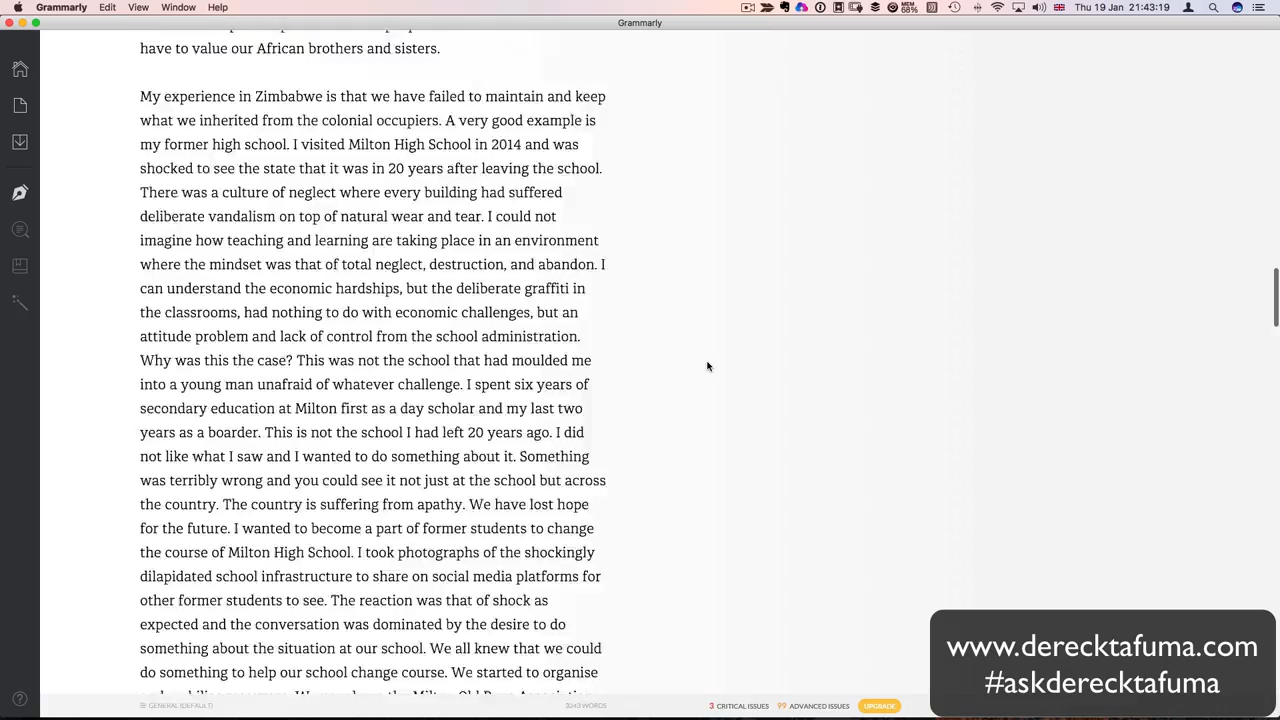 Grammarly Edit View Window Help
MEM 68% Thu 19 Jan 21:43:19
Grammarly
have to value our African brothers and sisters.
My experience in Zimbabwe is that we have failed to maintain and keep
what we inherited from the colonial occupiers. A very good example is
my former high school. I visited Milton High School in 2014 and was
shocked to see the state that it was in 20 years after leaving the school.
There was a culture of neglect where every building had suffered
deliberate vandalism on top of natural wear and tear. I could not
imagine how teaching and learning are taking place in an environment
where the mindset was that of total neglect, destruction, and abandon. I
can understand the economic hardships, but the deliberate graffiti in
the classrooms, had nothing to do with economic challenges, but an
attitude problem and lack of control from the school administration.
Why was this the case? This was not the school that had moulded me
into a young man unafraid of whatever challenge. I spent six years of
secondary education at Milton first as a day scholar and my last two
years as a boarder. This is not the school I had left 20 years ago. I did
not like what I saw and I wanted to do something about it. Something
was terribly wrong and you could see it not just at the school but across
the country. The country is suffering from apathy. We have lost hope
for the future. I wanted to become a part of former students to change
the course of Milton High School. I took photographs of the shockingly
dilapidated school infrastructure to share on social media platforms for
other former students to see. The reaction was that of shock as
expected and the conversation was dominated by the desire to do
something about the situation at our school. We all knew that we could
do something to help our school change course. We started to organise
GENERAL (DEFAULT) 3243 WORDS 3 CRITICAL ISSUES 99 ADVANCED ISSUES UPGRADE
www.derecktafuma.com
#askderecktafuma